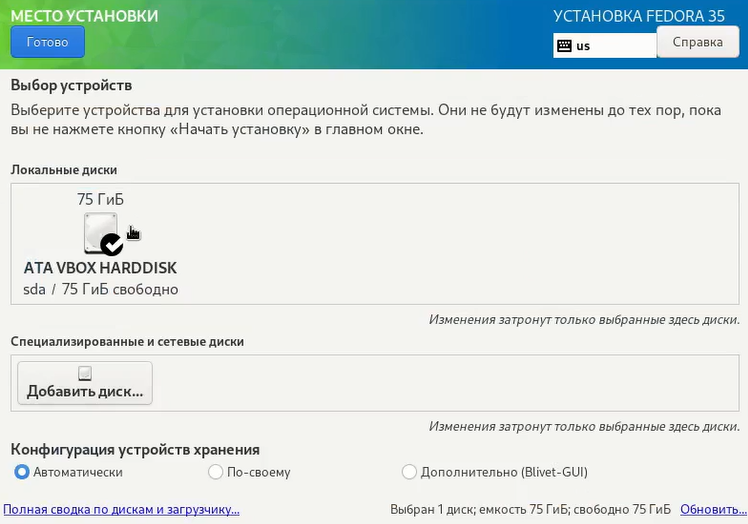 МЕСТО УСТАНОВКИ
УСТАНОВКА FEDORA 35
Готово
us
Справка
Выбор устройств
Выберите устройства для установки операционной системы. Они не будут изменены до тех пор, пока
вы не нажмете кнопку «Начать установку» в главном окне.
Локальные диски
75 ГиБ
ATA VBOX HARDDISK
sda / 75 ГиБ свободно
Изменения затронут только выбранные здесь диски.
Специализированные и сетевые диски
Добавить диск...
Изменения затронут только выбранные здесь диски.
Конфигурация устройств хранения
Автоматически
По-своему
Дополнительно (Blivet-GUI)
Полная сводка по дискам и загрузчику...
Выбран 1 диск; емкость 75 ГиБ; свободно 75 ГиБ
Обновить...